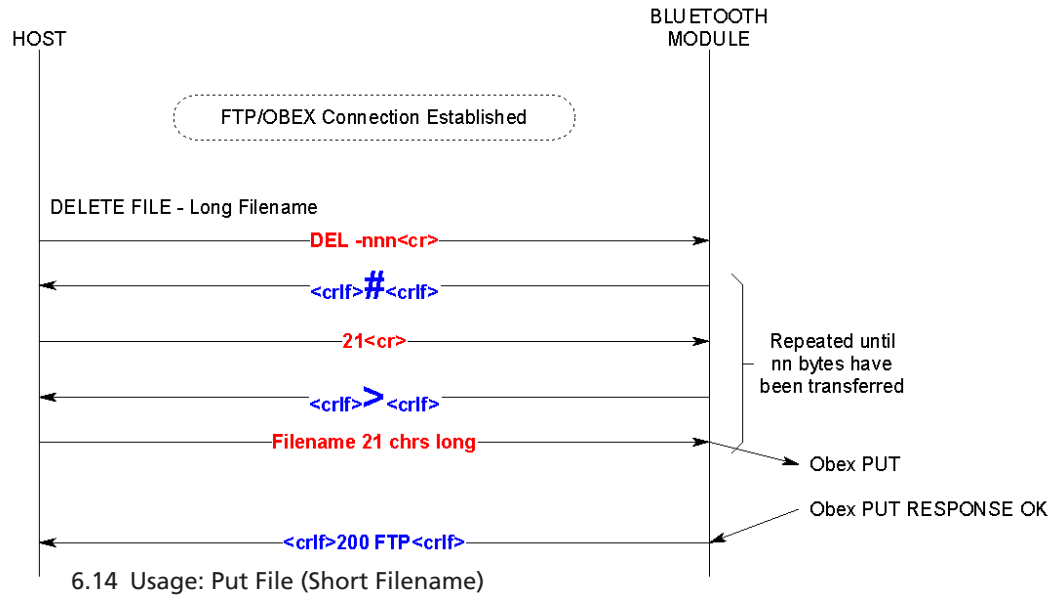 BLUETOOTH
HOST
MODULE
FTP/OBEX Connection Established
DELETE FILE - Long Filename
DEL -nnn<cr>
<crlf>#<crlf>
21<cr>
Repeated until
nn bytes have
been transferred
<crlf>><crlf>
Filename 21 chrs long
Obex PUT
Obex PUT RESPONSE OK
<crlf>200 FTP<crlf>
6.14 Usage: Put File (Short Filename)